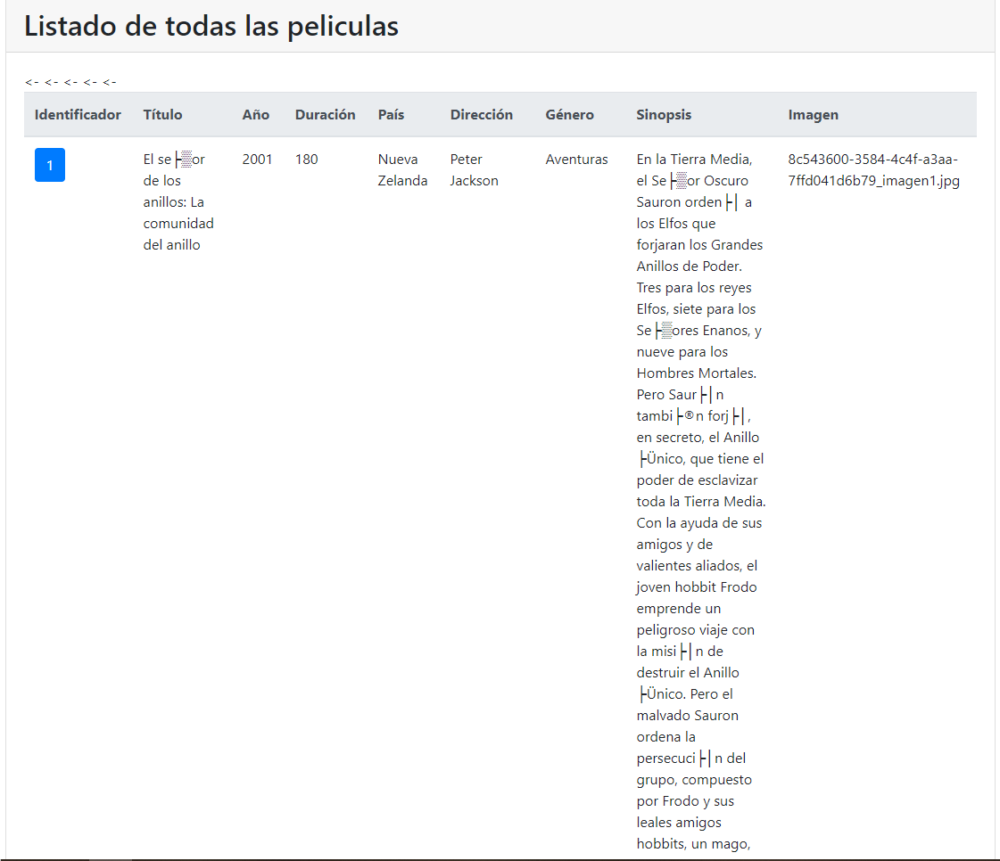 Listado de todas las peliculas
<- <- <- <- <-
Identificador Título Año Duración País Dirección Género Sinopsis Imagen
1
El se├▒or
de los
anillos: La
comunidad
del anillo
2001
180
Nueva
Zelanda
Peter
Jackson
Aventuras
En la Tierra Media,
el Se├▒or Oscuro
Sauron orden├│ a
los Elfos que
forjaran los Grandes
Anillos de Poder.
Tres para los reyes
Elfos, siete para los
Se├▒ores Enanos, y
nueve para los
Hombres Mortales.
Pero Saur├│n
tambi├®n forj├│,
en secreto, el Anillo
├Único, que tiene el
poder de esclavizar
toda la Tierra Media.
Con la ayuda de sus
amigos y de
valientes aliados, el
joven hobbit Frodo
emprende un
peligroso viaje con
la misi├│n de
destruir el Anillo
├Único. Pero el
malvado Sauron
ordena la
persecuci├│n del
grupo, compuesto
por Frodo y sus
leales amigos
hobbits, un mago,
8c543600-3584-4c4f-a3aa-
7ffd041d6b79_imagen1.jpg